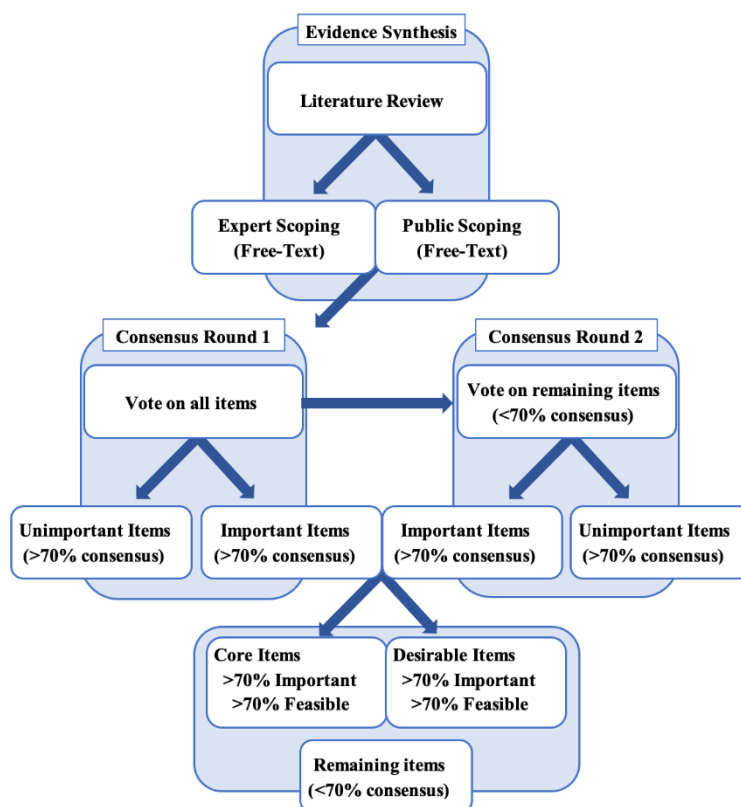 Evidence Synthesis
Literature Review
Expert Scoping
(Free-Text)
Public Scoping
(Free-Text)
Consensus Round 1
Vote on all items
Unimportant Items
(>70% consensus)
Important Items
(>70% consensus)
Consensus Round 2
Vote on remaining items
(<70% consensus)
Important Items
(>70% consensus)
Unimportant Items
(>70% consensus)
Core Items
>70% Important
>70% Feasible
Desirable Items
>70% Important
>70% Feasible
Remaining items
(<70% consensus)